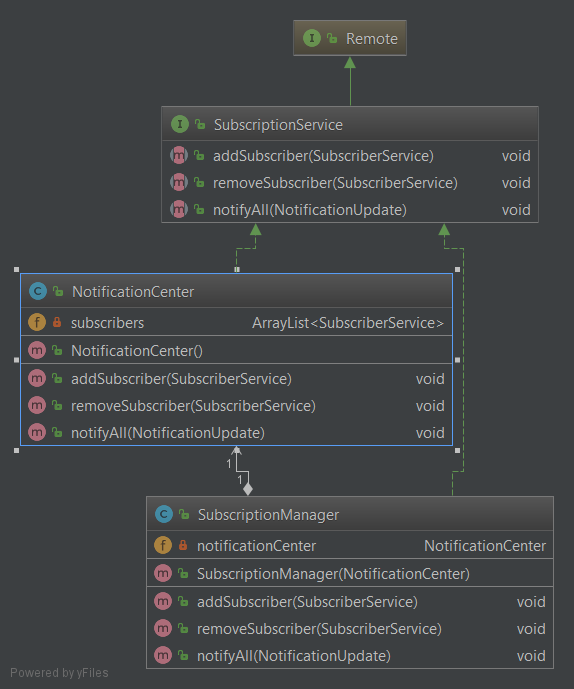 I Remote
I SubscriptionService
m addSubscriber(SubscriberService) void
m removeSubscriber(SubscriberService) void
m notifyAll(NotificationUpdate) void
C NotificationCenter
f subscribers ArrayList<SubscriberService>
m NotificationCenter()
m addSubscriber(SubscriberService) void
m removeSubscriber(SubscriberService) void
m notifyAll(NotificationUpdate) void
1
1
C SubscriptionManager
f notificationCenter NotificationCenter
m SubscriptionManager(NotificationCenter)
m addSubscriber(SubscriberService) void
m removeSubscriber(SubscriberService) void
m notifyAll(NotificationUpdate) void
Powered by yFiles